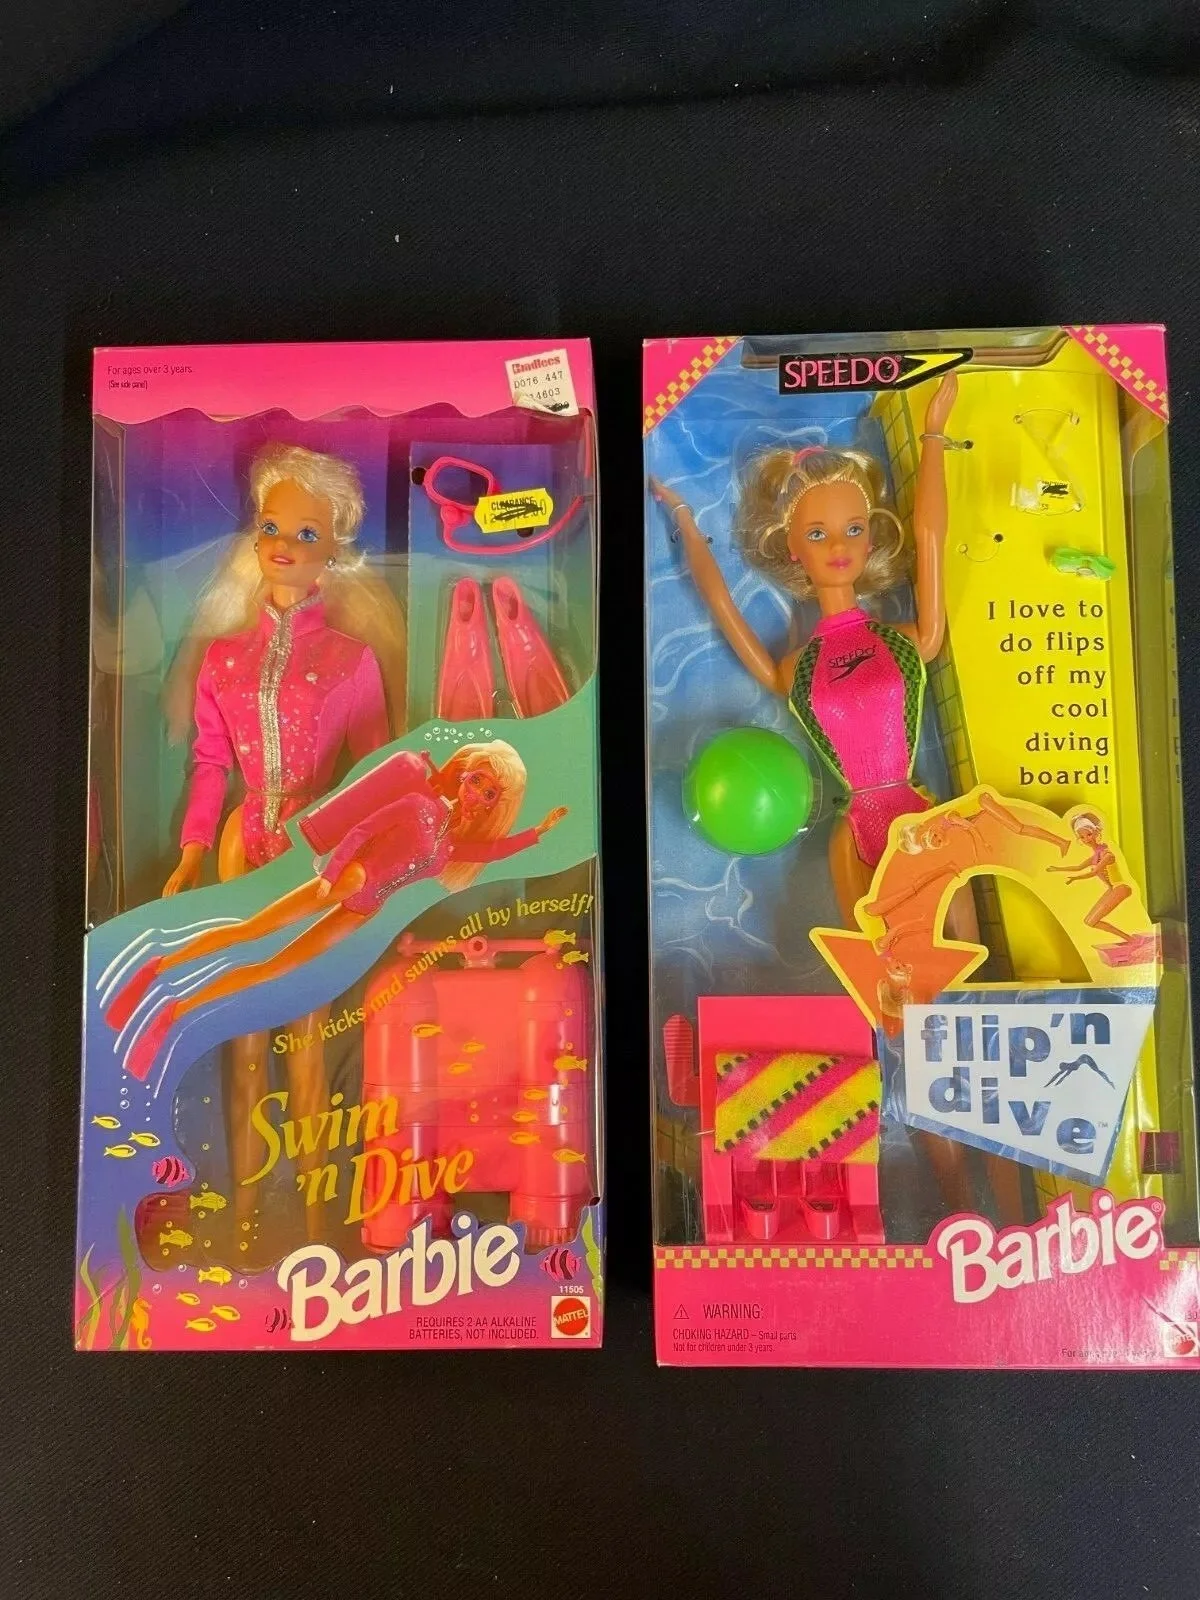 For ages over 3 years
(See side panel)
Bradlees
D076 447
14603
CLEARANCE
She kicks and swims all by herself!
Swim
'n Dive
Barbie
11505
REQUIRES 2 AA ALKALINE
BATTERIES, NOT INCLUDED.
MATTEL
SPEEDO®
SPEEDO
I love to
do flips
off my
cool
diving
board!
flip'n
dive™
Barbie®
WARNING:
CHOKING HAZARD – Small parts
Not for children under 3 years.
MATTEL